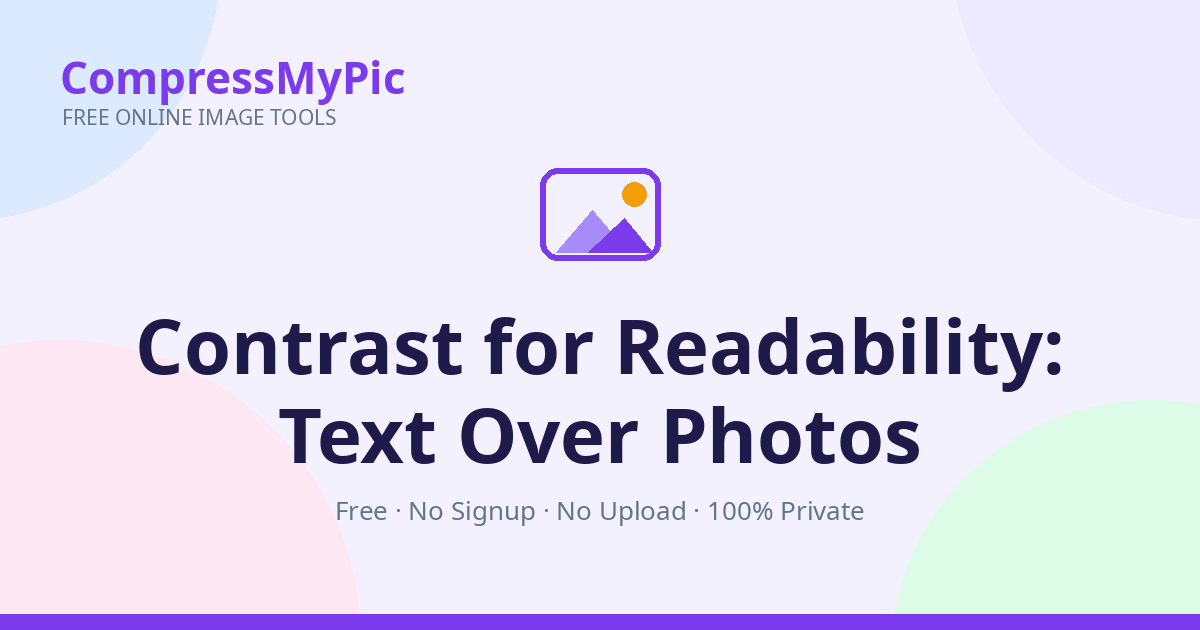 CompressMyPic
FREE ONLINE IMAGE TOOLS
Contrast for Readability:
Text Over Photos
Free · No Signup · No Upload · 100% Private